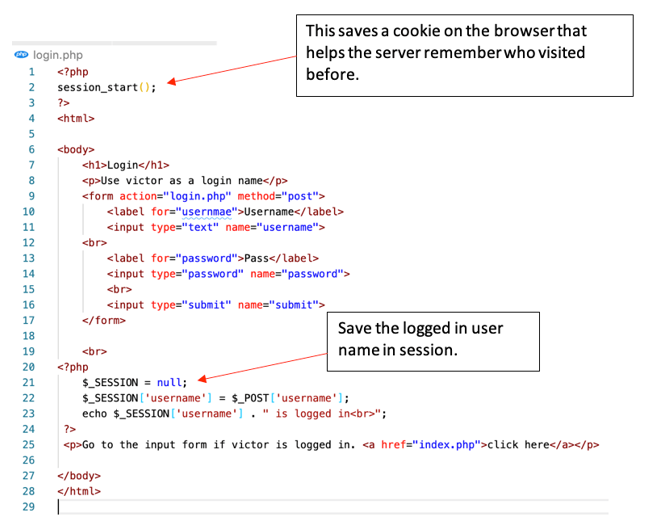 This saves a cookie on the browser that
helps the server remember who visited
before.
php login.php
1 <?php
2 session_start();
3 ?>
4 <html>
5
6 <body>
7 <h1>Login</h1>
8 <p>Use victor as a login name</p>
9 <form action="login.php" method="post">
10 <label for="usernmae">Username</label>
11 <input type="text" name="username">
12 <br>
13 <label for="password">Pass</label>
14 <input type="password" name="password">
15 <br>
16 <input type="submit" name="submit">
17 </form>
18
Save the logged in user
name in session.
19 <br>
20 <?php
21 $_SESSION = null;
22 $_SESSION['username'] = $_POST['username'];
23 echo $_SESSION['username'] . " is logged in<br>";
24 ?>
25 <p>Go to the input form if victor is logged in. <a href="index.php">click here</a></p>
26
27 </body>
28 </html>
29